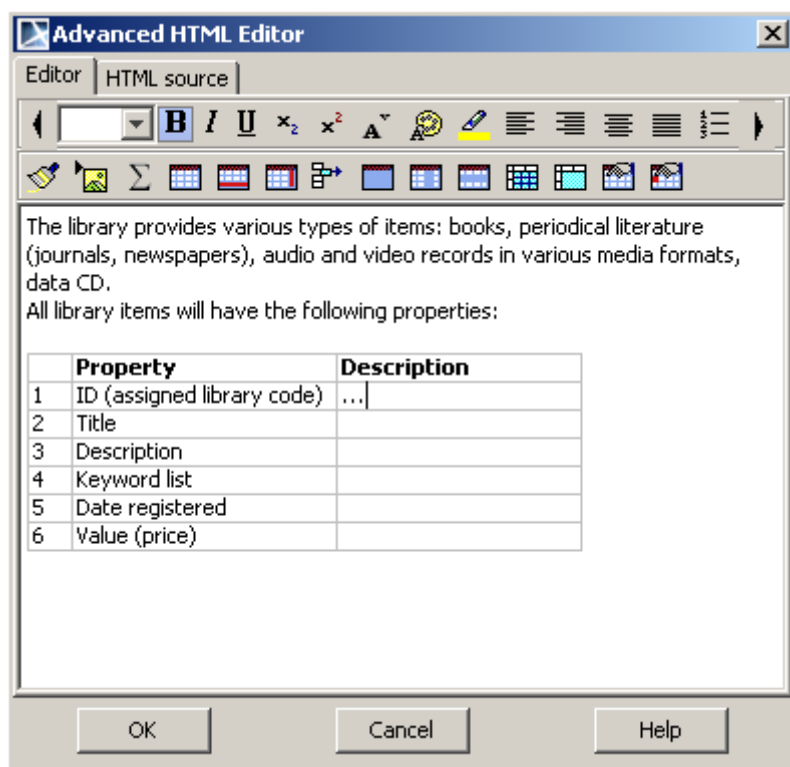 Advanced HTML Editor
Editor HTML source
B I U ×₂ ×² A
The library provides various types of items: books, periodical literature
(journals, newspapers), audio and video records in various media formats,
data CD.
All library items will have the following properties:
Property Description
1 ID (assigned library code) ...
2 Title
3 Description
4 Keyword list
5 Date registered
6 Value (price)
OK Cancel Help